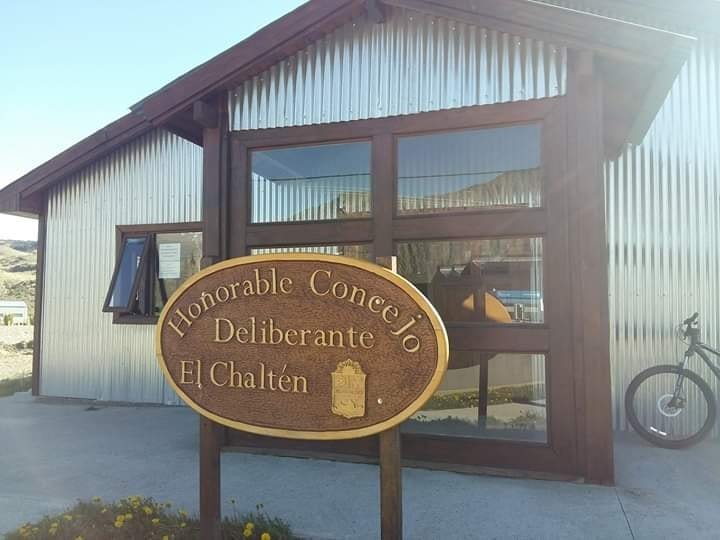 Honorable Concejo
Deliberante
El Chaltén